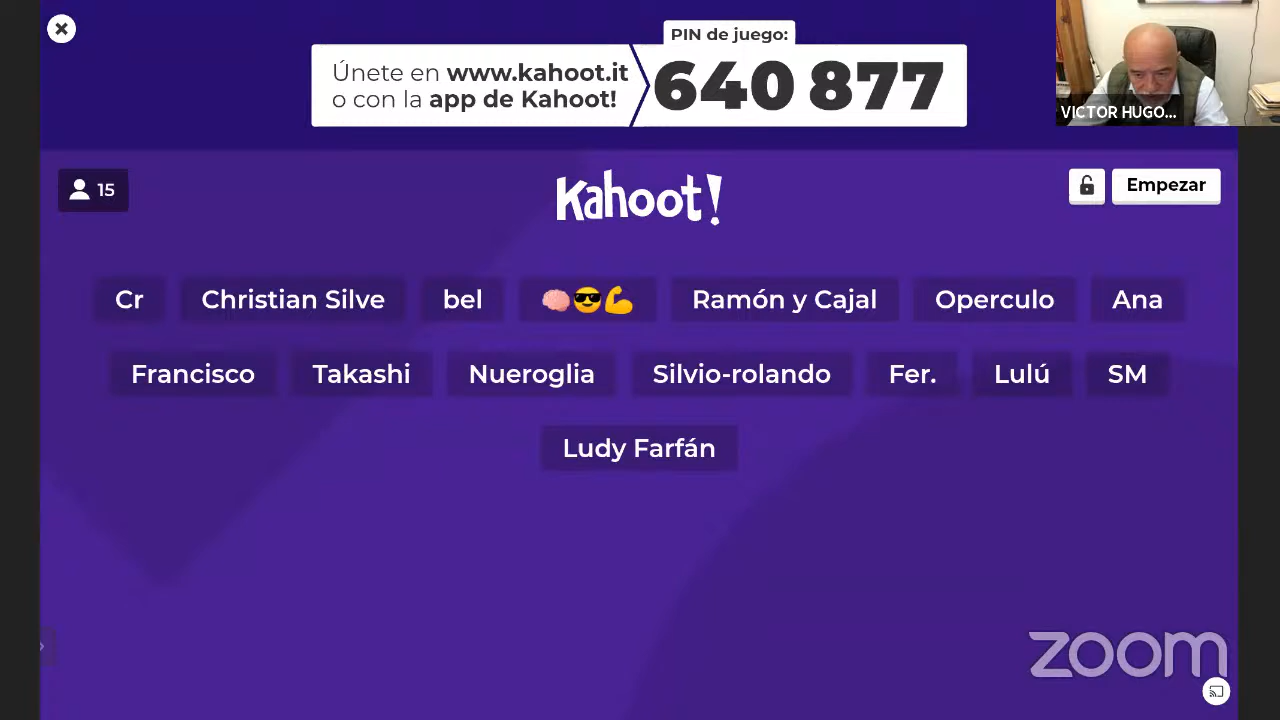 PIN de juego:
Únete en www.kahoot.it
o con la app de Kahoot!
640 877
VICTOR HUGO...
15
Kahoot!
Empezar
Cr Christian Silve bel 🧠😎💪 Ramón y Cajal Operculo Ana
Francisco Takashi Nueroglia Silvio-rolando Fer. Lulú SM
Ludy Farfán
zoom